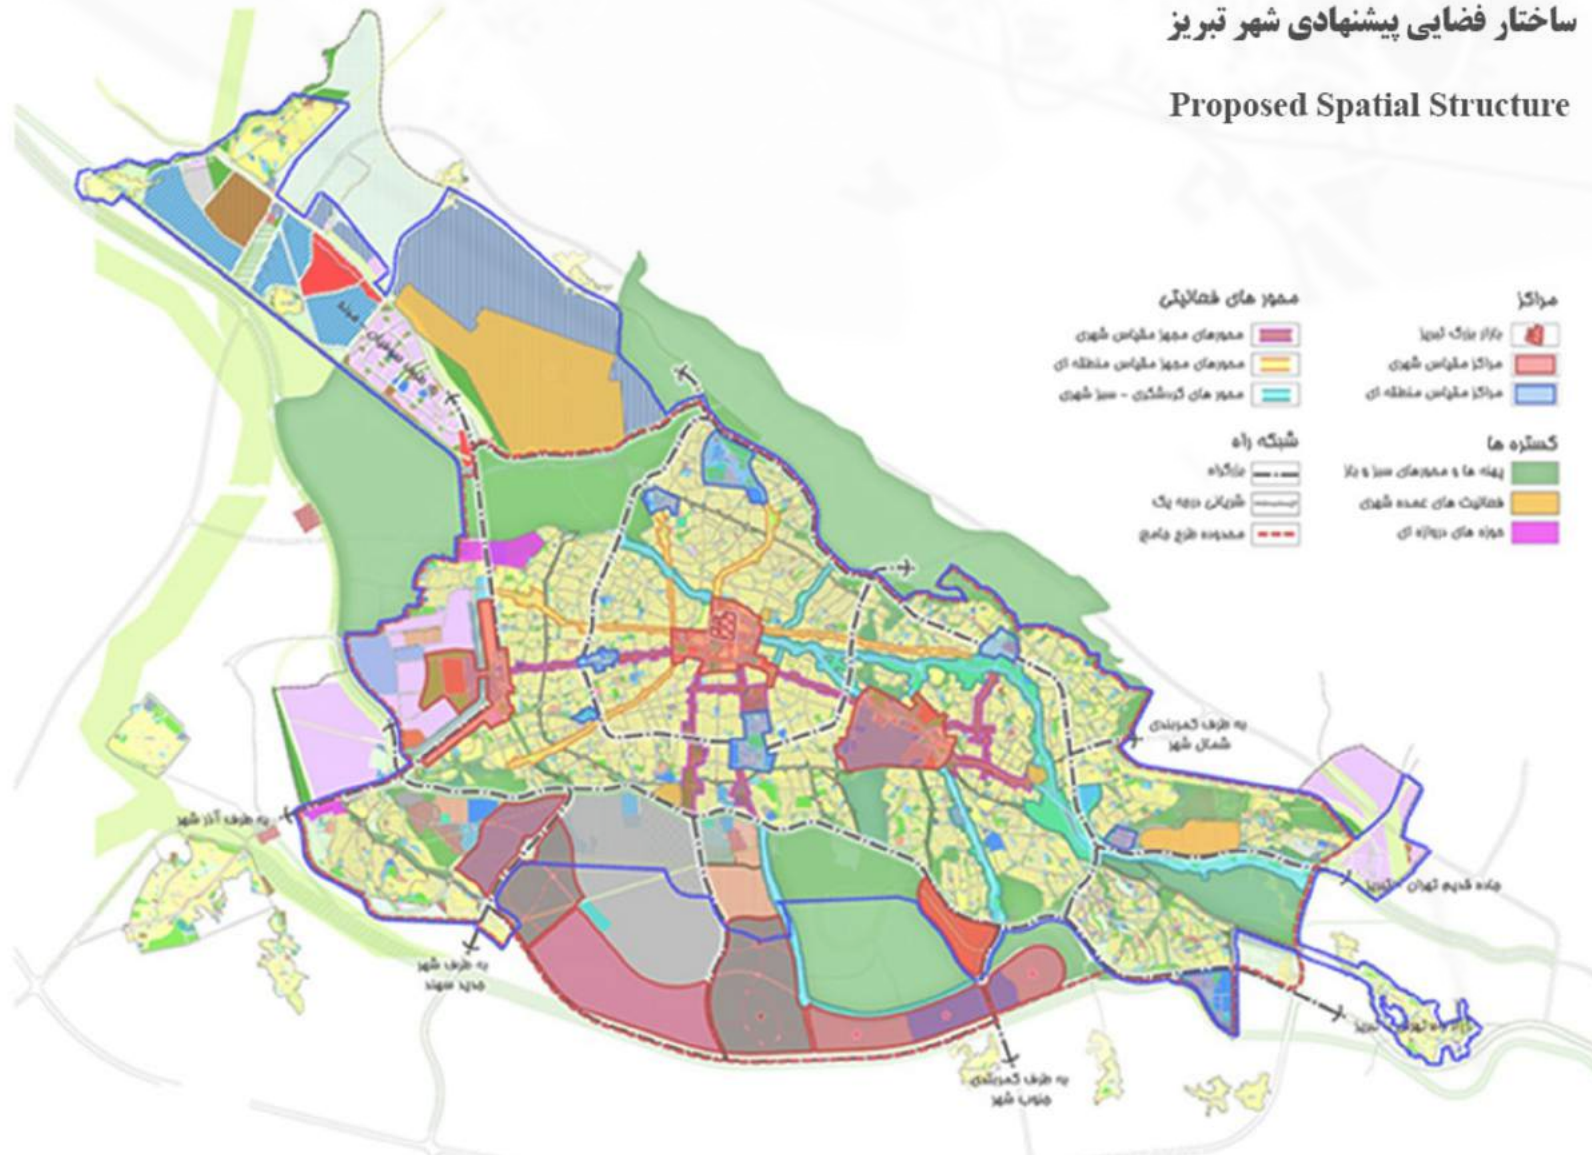 ساختار فضایی پیشنهادی شهر تبریز
Proposed Spatial Structure
مراکز
بازار بزرگ تبریز
مراکز مقیاس شهری
مراکز مقیاس منطقه ای
گستره ها
پهنه ها و محورهای سبز و باز
فعالیت های عمده شهری
حوزه های دروازه ای
محور های فعالیتی
محورهای مجهز مقیاس شهری
محورهای مجهز مقیاس منطقه ای
محور های گردشگری - سبز شهری
شبکه راه
بزرگراه
شریانی درجه یک
محدوده طرح جامع
به طرف کمربندی
شمال شهر
به طرف آذر شهر
جاده قدیم تهران - تبریز
به طرف شهر
جدید سهند
به طرف کمربندی
جنوب شهر